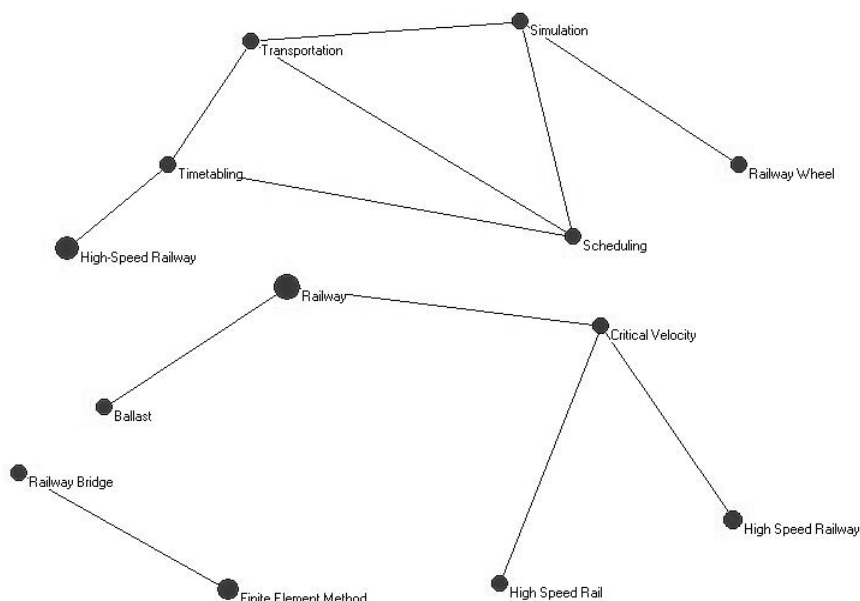 Simulation
Transportation
Timetabling
Railway Wheel
Scheduling
High-Speed Railway
Railway
Critical Velocity
Ballast
Railway Bridge
High Speed Railway
High Speed Rail
Finite Element Method